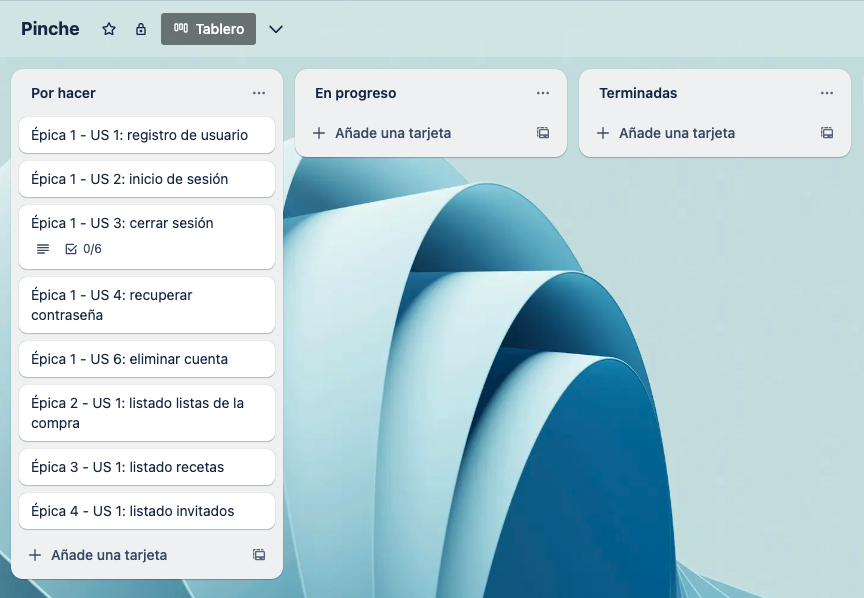 Pinche
Tablero
Por hacer
Épica 1 - US 1: registro de usuario
Épica 1 - US 2: inicio de sesión
Épica 1 - US 3: cerrar sesión
0/6
Épica 1 - US 4: recuperar
contraseña
Épica 1 - US 6: eliminar cuenta
Épica 2 - US 1: listado listas de la
compra
Épica 3 - US 1: listado recetas
Épica 4 - US 1: listado invitados
Añade una tarjeta
En progreso
Añade una tarjeta
Terminadas
Añade una tarjeta